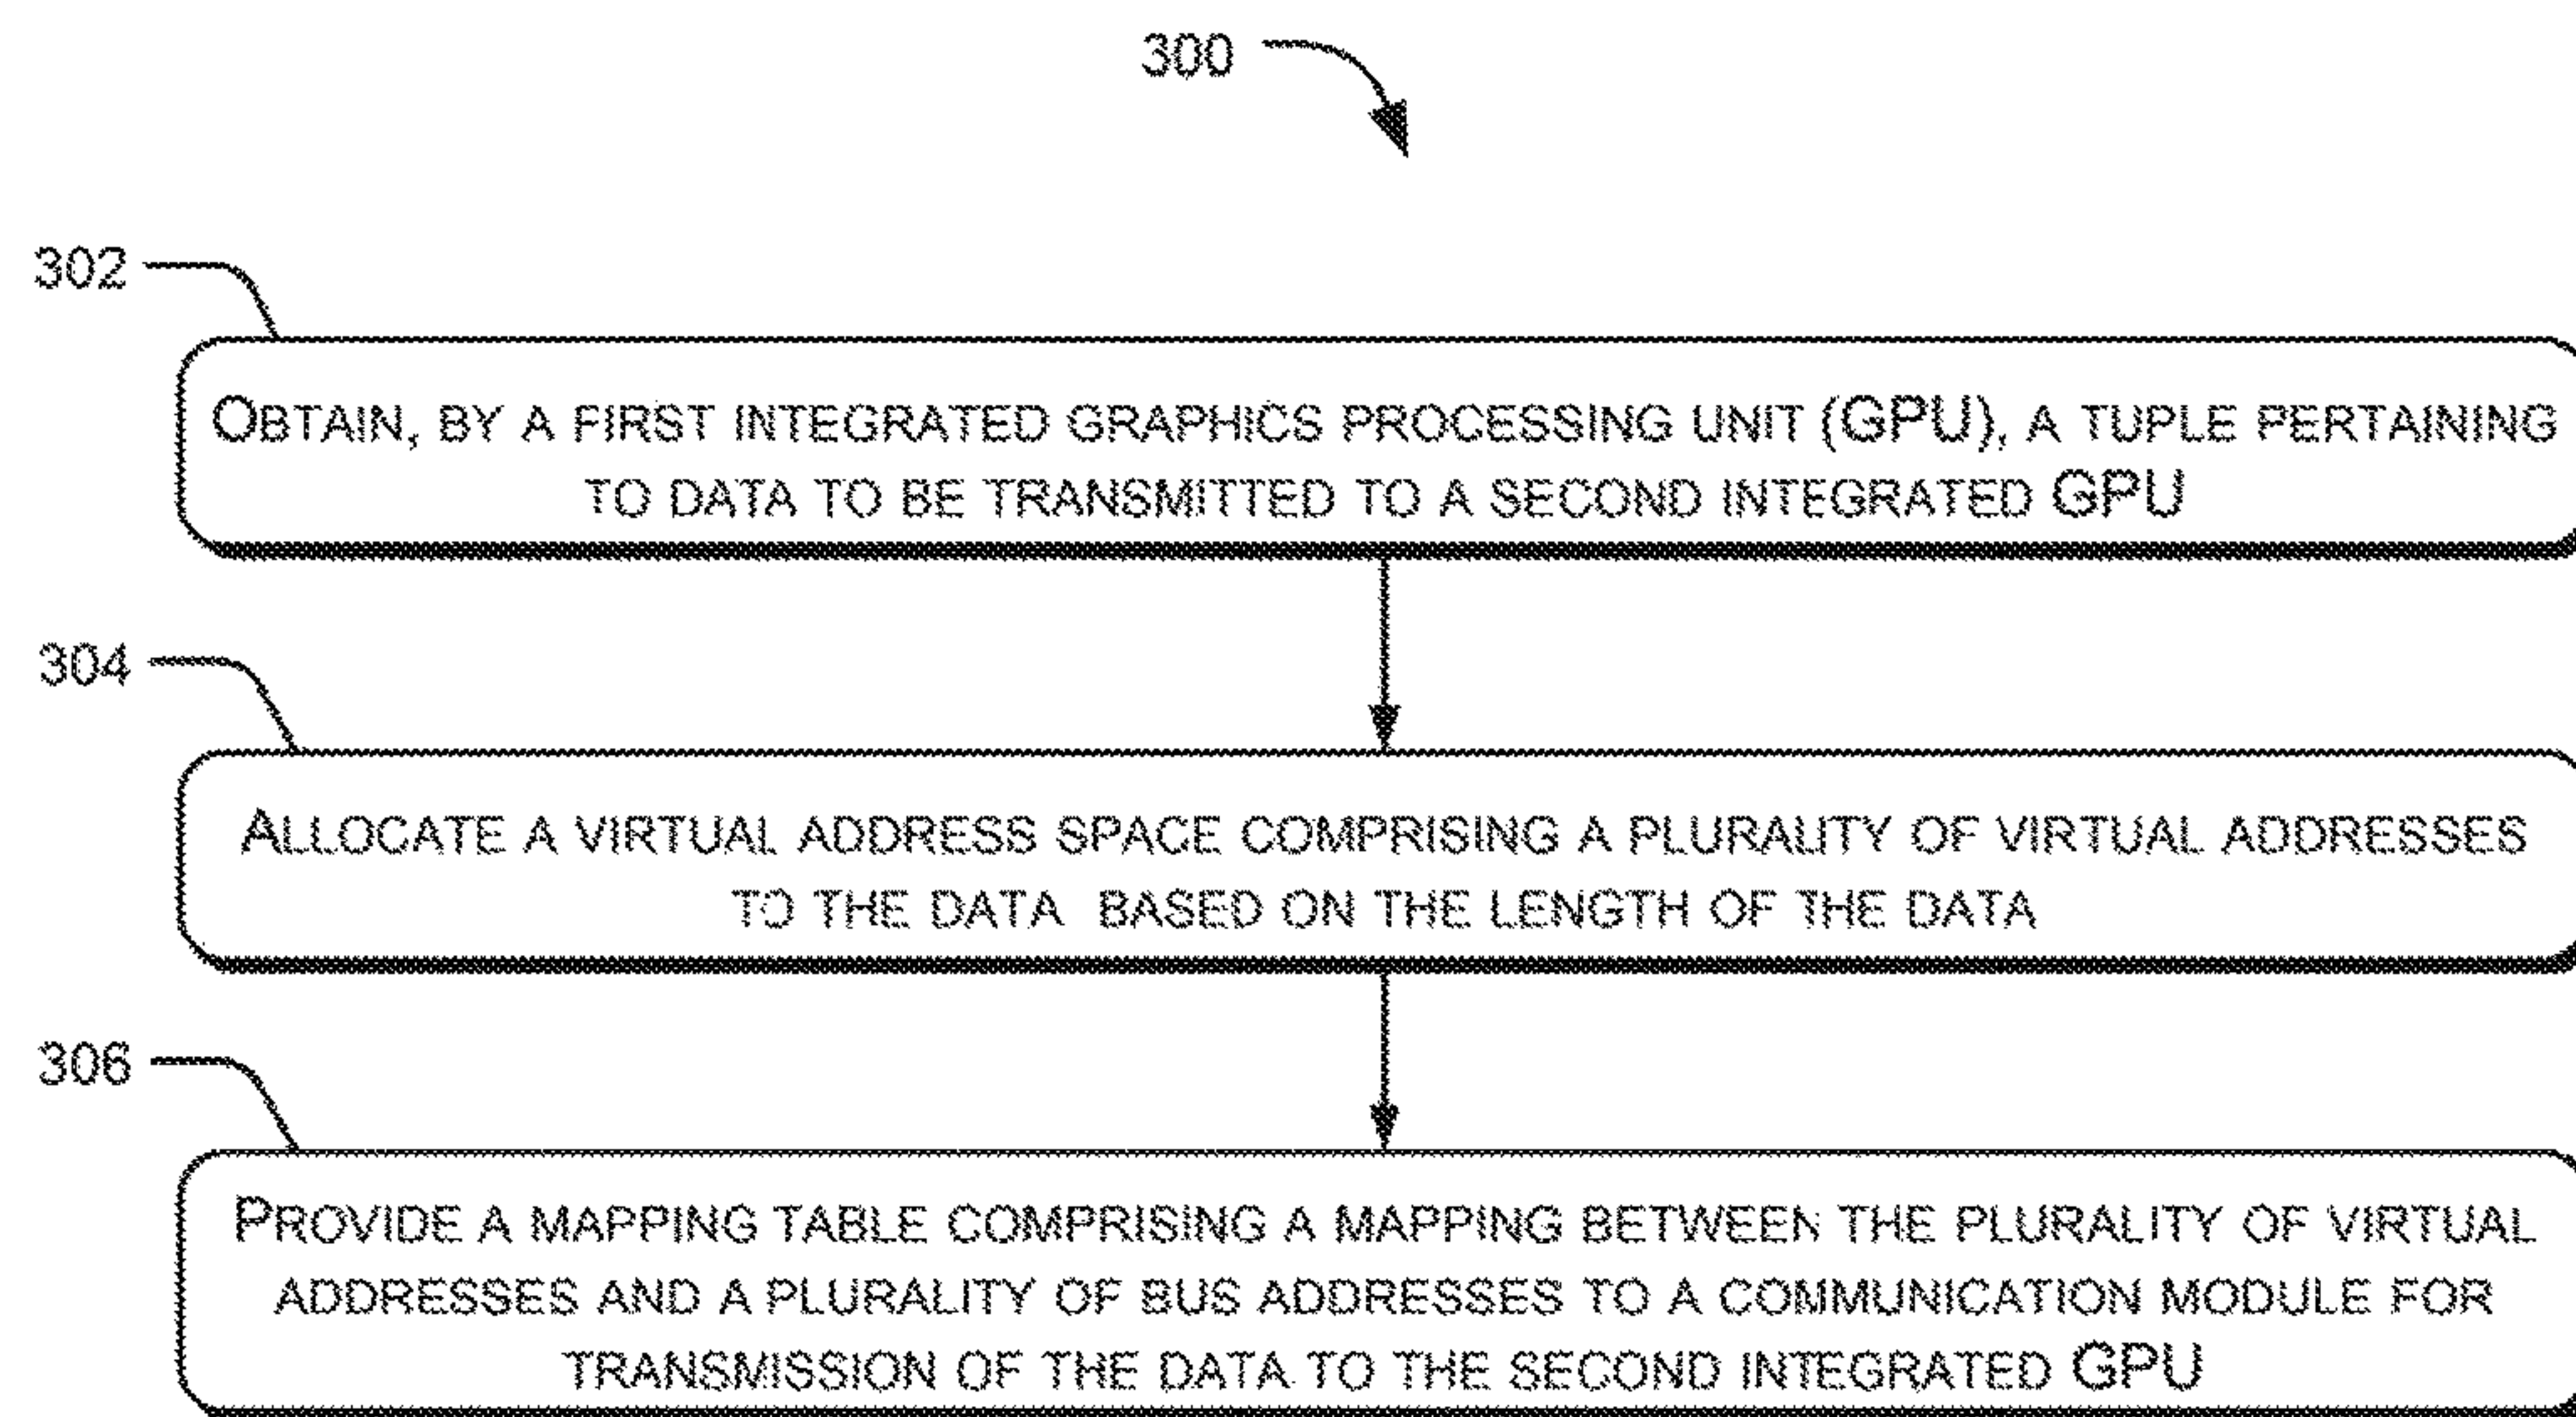 300
302
OBTAIN, BY A FIRST INTEGRATED GRAPHICS PROCESSING UNIT (GPU), A TUPLE PERTAINING
TO DATA TO BE TRANSMITTED TO A SECOND INTEGRATED GPU
304
ALLOCATE A VIRTUAL ADDRESS SPACE COMPRISING A PLURALITY OF VIRTUAL ADDRESSES
TO THE DATA BASED ON THE LENGTH OF THE DATA
306
PROVIDE A MAPPING TABLE COMPRISING A MAPPING BETWEEN THE PLURALITY OF VIRTUAL
ADDRESSES AND A PLURALITY OF BUS ADDRESSES TO A COMMUNICATION MODULE FOR
TRANSMISSION OF THE DATA TO THE SECOND INTEGRATED GPU